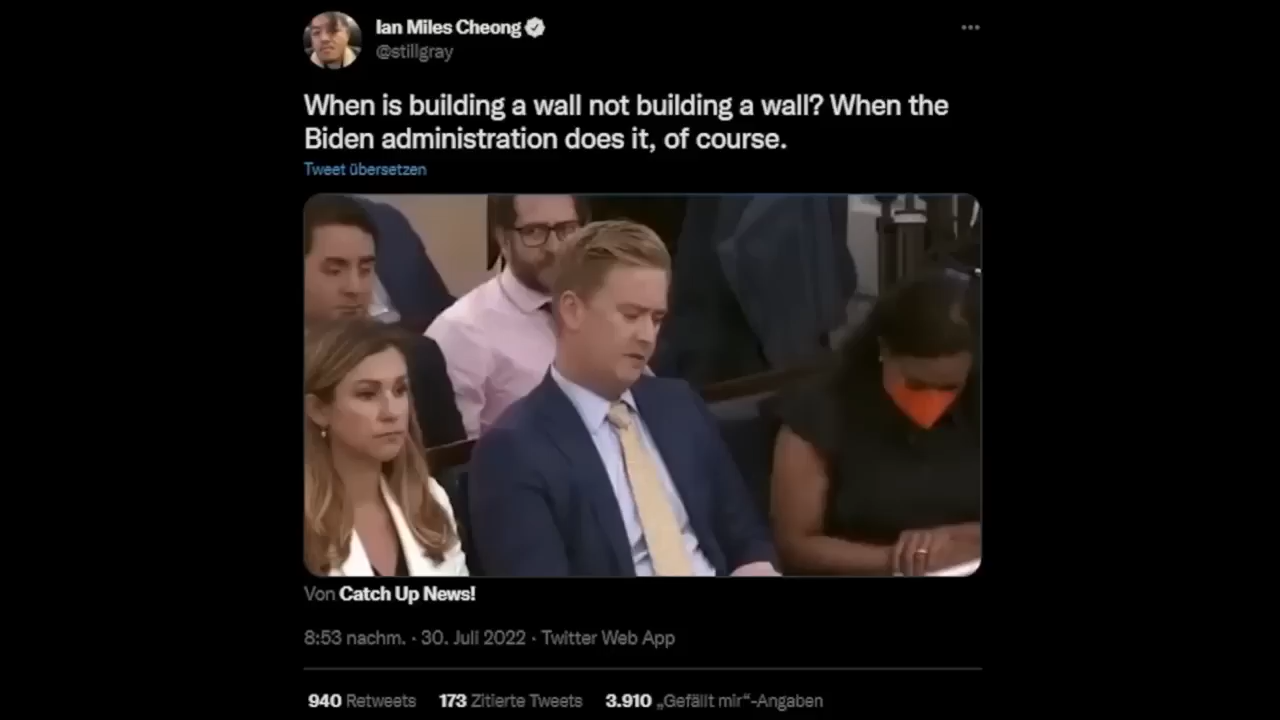 Ian Miles Cheong
@stillgray
When is building a wall not building a wall? When the
Biden administration does it, of course.
Tweet übersetzen
Von Catch Up News!
8:53 nachm. · 30. Juli 2022 · Twitter Web App
940 Retweets 173 Zitierte Tweets 3.910 „Gefällt mir“-Angaben